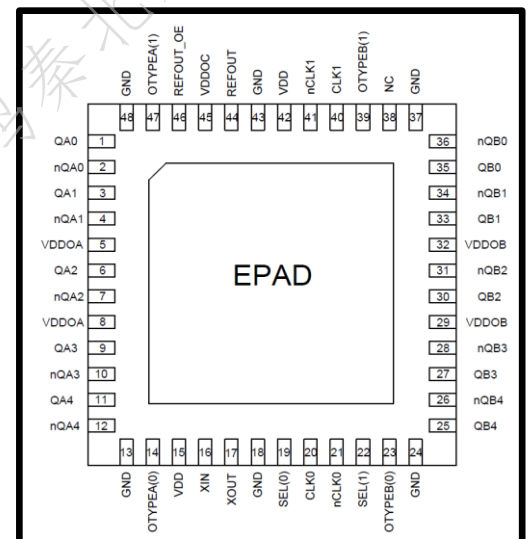 GND
OTYPEA(1)
REFOUT_OE
VDDOC
REFOUT
GND
VDD
nCLK1
CLK1
OTYPEB(1)
NC
GND
48 47 46 45 44 43 42 41 40 39 38 37
QA0 1 36 nQB0
nQA0 2 35 QB0
QA1 3 34 nQB1
nQA1 4 33 QB1
VDDOA 5 32 VDDOB
QA2 6 31 nQB2
EPAD
nQA2 7 30 QB2
VDDOA 8 29 VDDOB
QA3 9 28 nQB3
nQA3 10 27 QB3
QA4 11 26 nQB4
nQA4 12 25 QB4
13 14 15 16 17 18 19 20 21 22 23 24
GND
OTYPEA(0)
VDD
XIN
XOUT
GND
SEL(0)
CLK0
nCLK0
SEL(1)
OTYPEB(0)
GND
秦北